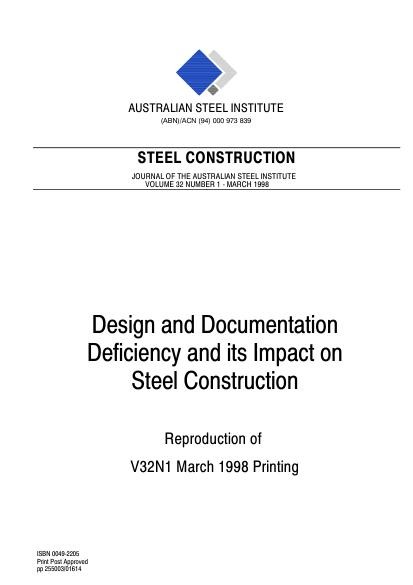 AUSTRALIAN STEEL INSTITUTE
(ABN)/ACN (94) 000 973 839
STEEL CONSTRUCTION
JOURNAL OF THE AUSTRALIAN STEEL INSTITUTE
VOLUME 32 NUMBER 1 - MARCH 1998
Design and Documentation
Deficiency and its Impact on
Steel Construction
Reproduction of
V32N1 March 1998 Printing
ISBN 0049-2205
Print Post Approved
pp 255003/01614